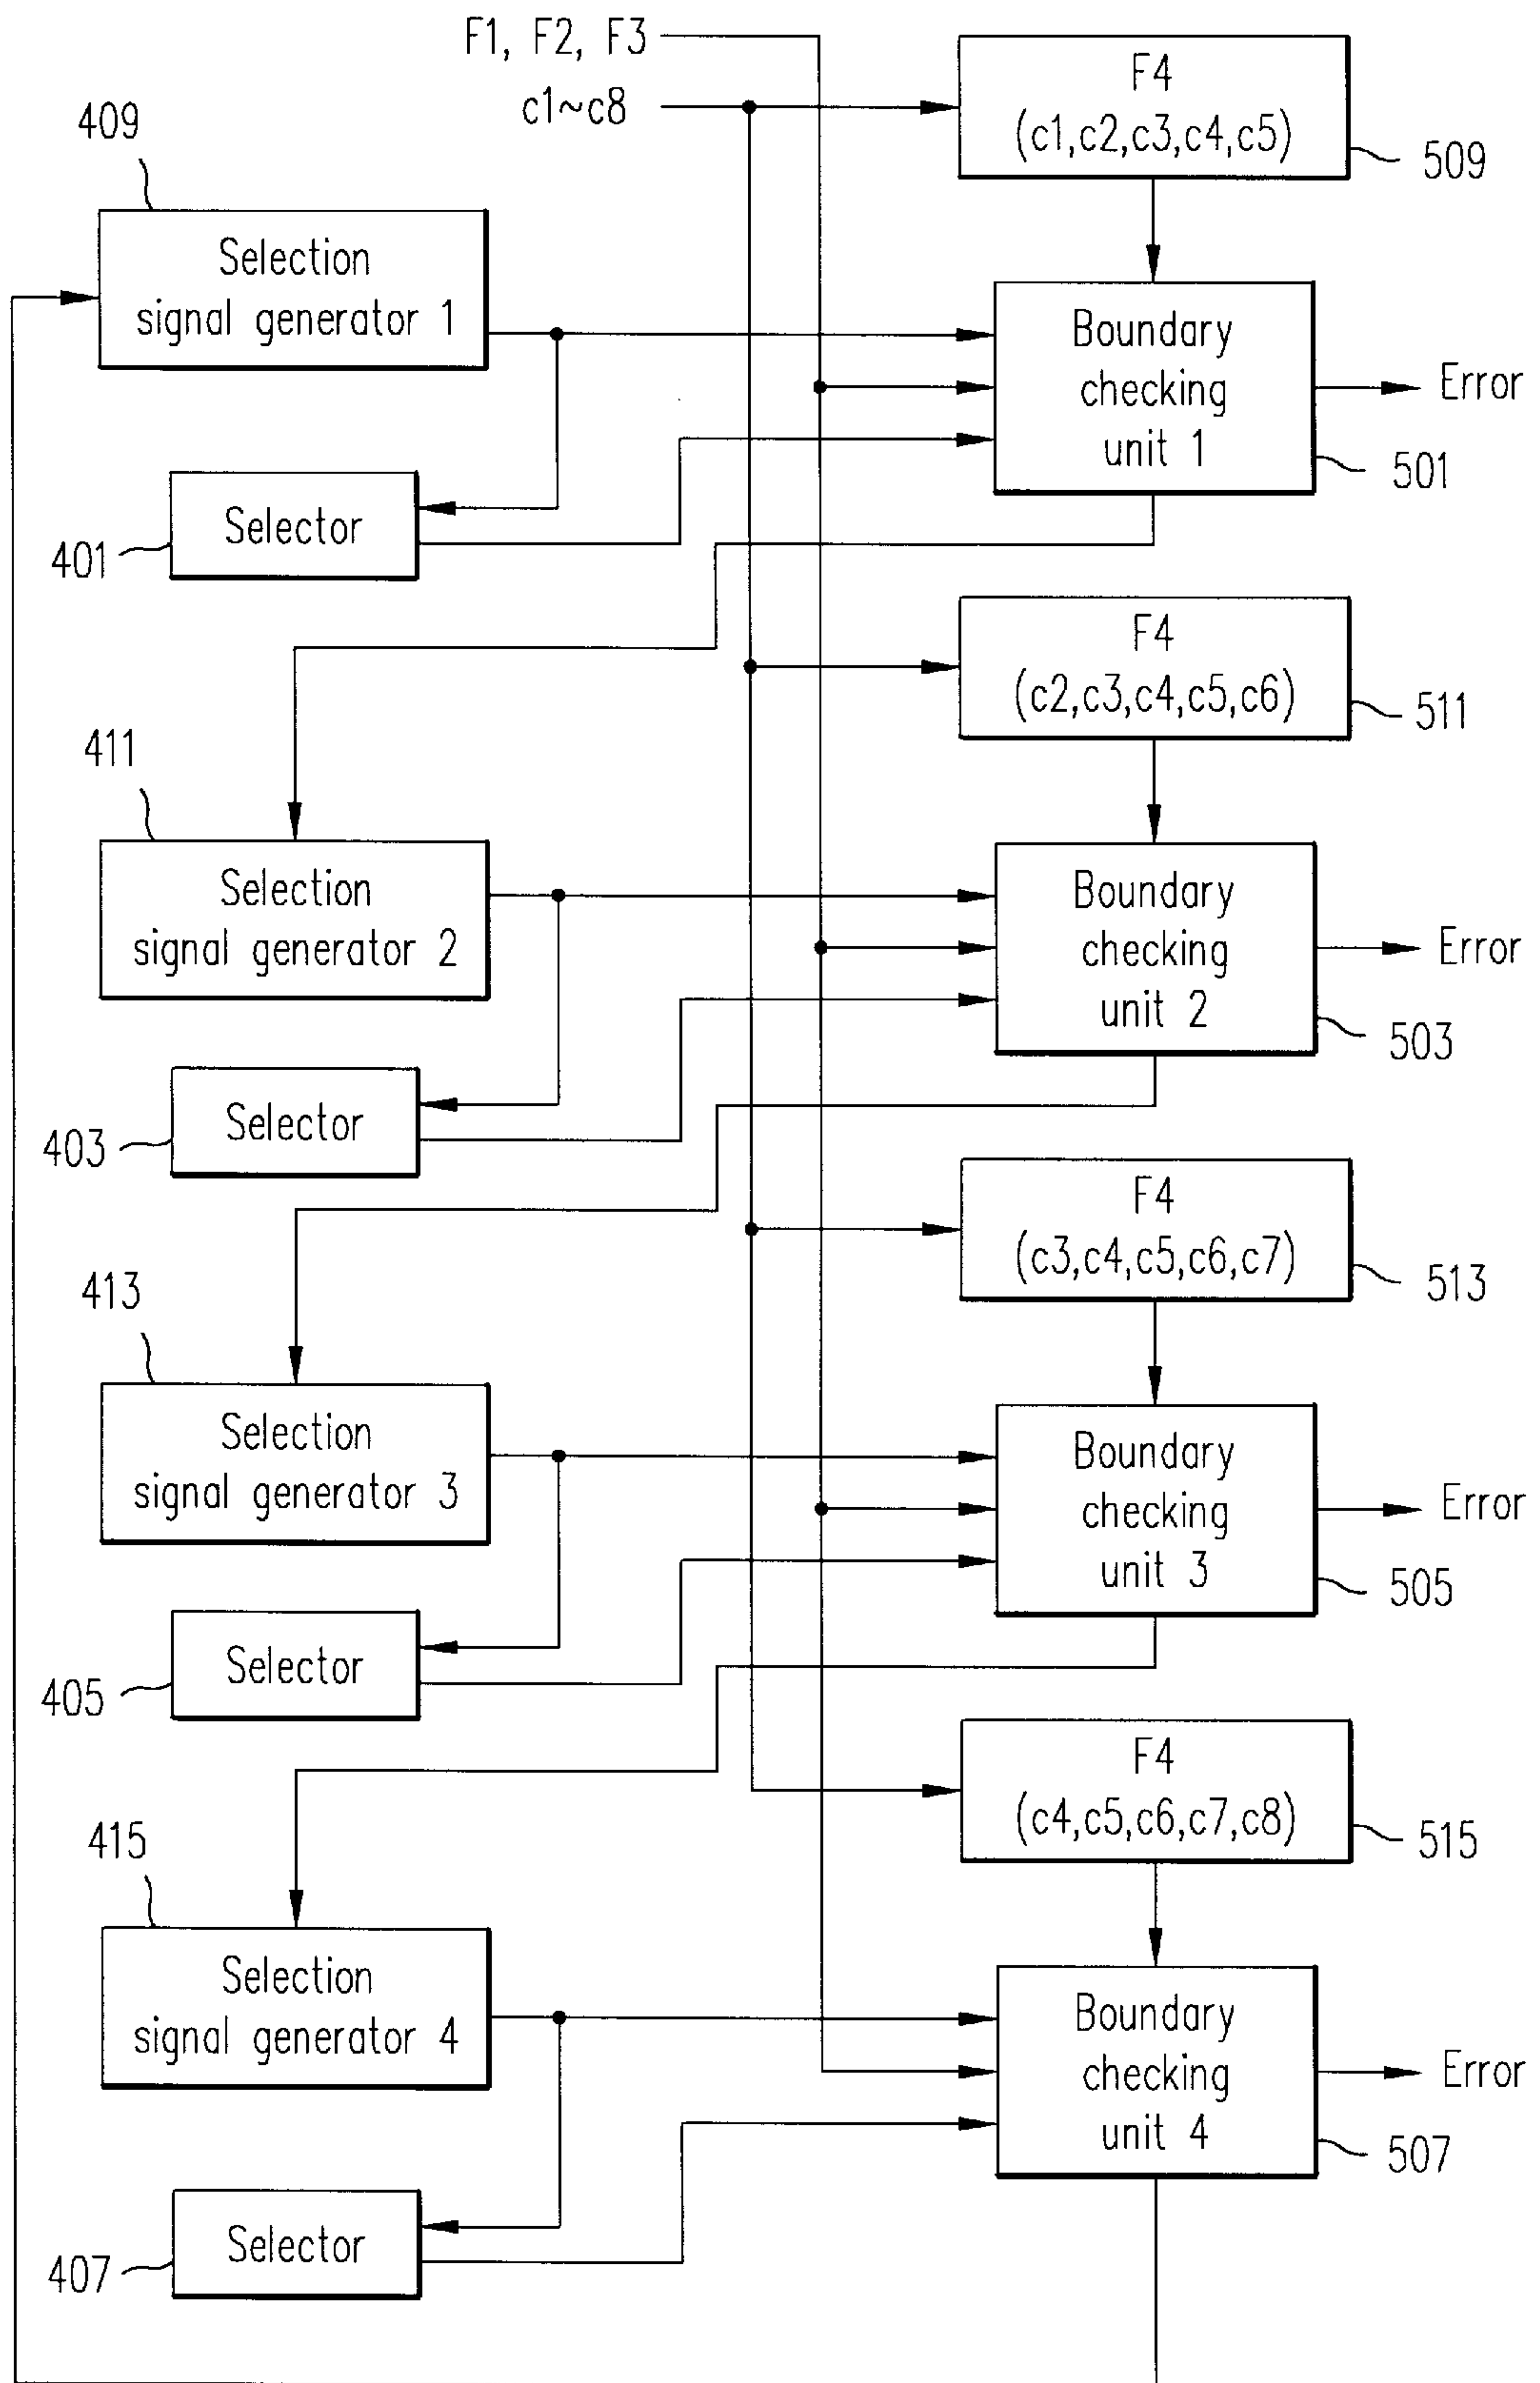 F1, F2, F3
c1~c8
F4
(c1,c2,c3,c4,c5)
509
409
Selection
signal generator 1
Boundary
checking
unit 1
Error
501
Selector
401
F4
(c2,c3,c4,c5,c6)
511
411
Selection
signal generator 2
Boundary
checking
unit 2
Error
503
Selector
403
F4
(c3,c4,c5,c6,c7)
513
413
Selection
signal generator 3
Boundary
checking
unit 3
Error
505
Selector
405
F4
(c4,c5,c6,c7,c8)
515
415
Selection
signal generator 4
Boundary
checking
unit 4
Error
507
Selector
407